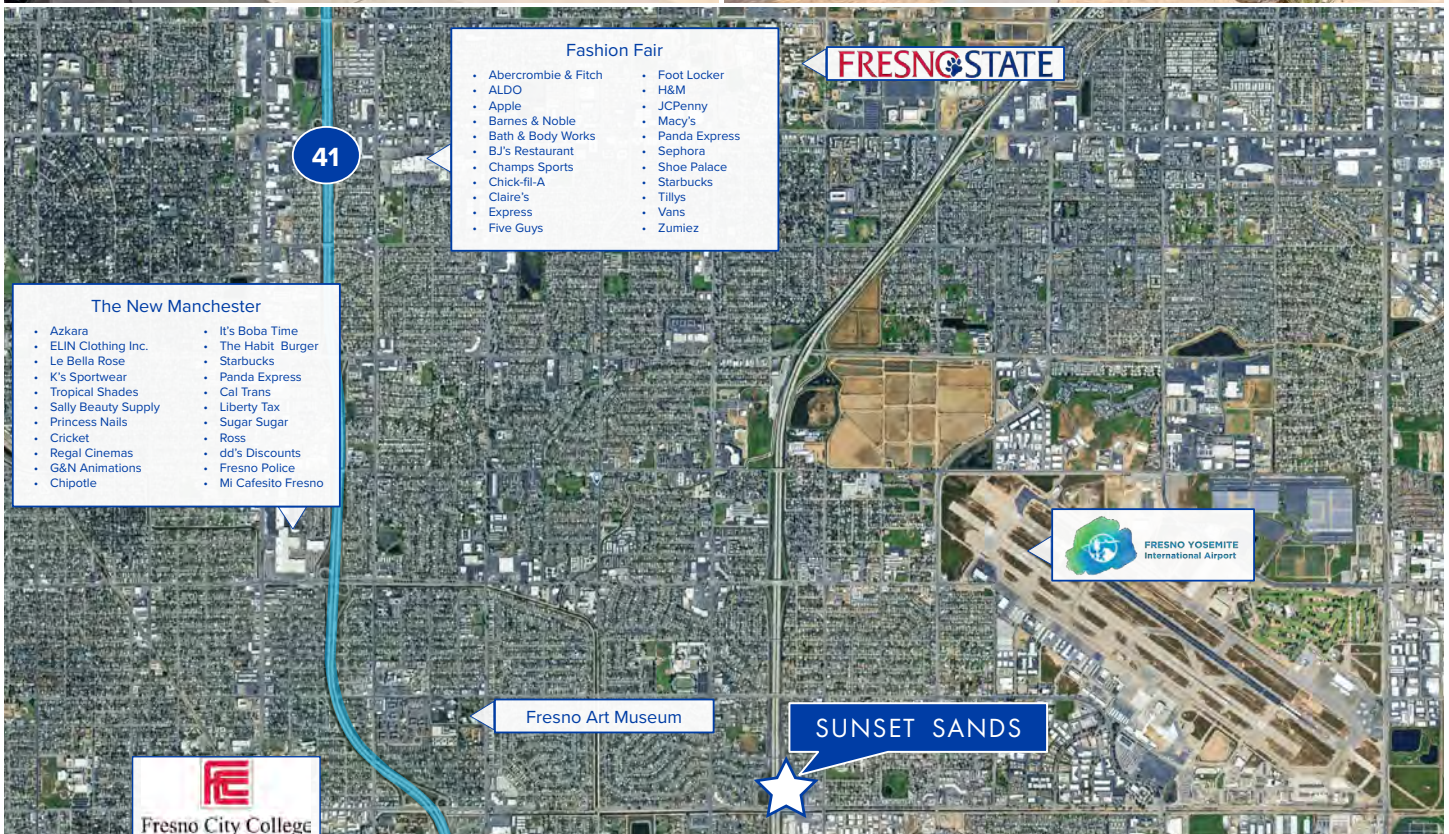 Fashion Fair
• Abercrombie & Fitch
• ALDO
• Apple
• Barnes & Noble
• Bath & Body Works
• BJ's Restaurant
• Champs Sports
• Chick-fil-A
• Claire's
• Express
• Five Guys
• Foot Locker
• H&M
• JCPenny
• Macy's
• Panda Express
• Sephora
• Shoe Palace
• Starbucks
• Tillys
• Vans
• Zumiez
FRESNO STATE
41
The New Manchester
• Azkara
• ELIN Clothing Inc.
• Le Bella Rose
• K's Sportwear
• Tropical Shades
• Sally Beauty Supply
• Princess Nails
• Cricket
• Regal Cinemas
• G&N Animations
• Chipotle
• It's Boba Time
• The Habit Burger
• Starbucks
• Panda Express
• Cal Trans
• Liberty Tax
• Sugar Sugar
• Ross
• dd's Discounts
• Fresno Police
• Mi Cafesito Fresno
FRESNO YOSEMITE
International Airport
Fresno Art Museum
SUNSET SANDS
FCC
Fresno City College